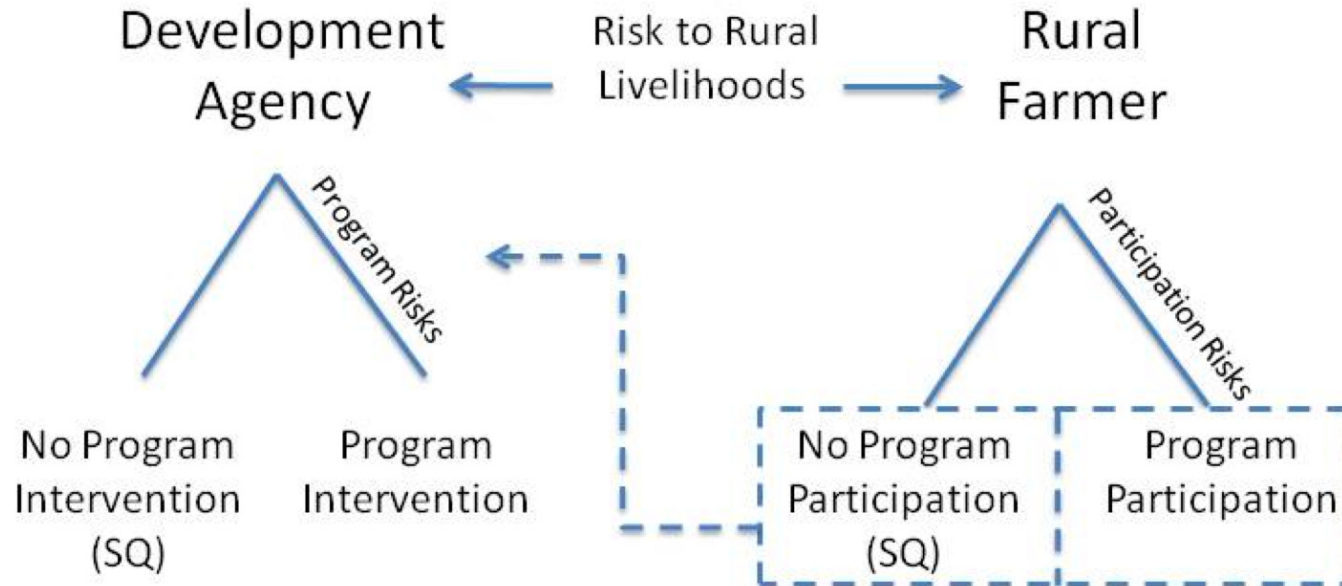 Development
Agency
Risk to Rural
Livelihoods
Rural
Farmer
Program Risks
Participation Risks
No Program
Intervention
(SQ)
Program
Intervention
No Program
Participation
(SQ)
Program
Participation